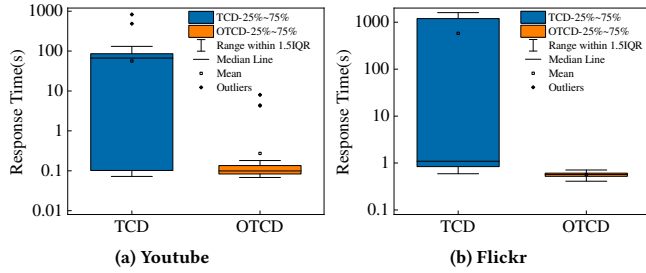 Response Time(s)
1000
100
10
1
0.1
0.01
TCD-25%~75%
OTCD-25%~75%
Range within 1.5IQR
Median Line
Mean
Outliers
TCD
OTCD
(a) Youtube
Response Time(s)
1000
100
10
1
0.1
TCD-25%~75%
OTCD-25%~75%
Range within 1.5IQR
Median Line
Mean
Outliers
TCD
OTCD
(b) Flickr